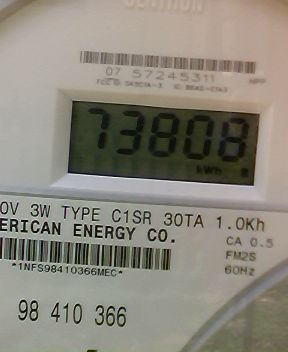 CENTRON
07 57245311
73808
kWh
0V 3W TYPE C1SR 30TA 1.0Kh
ERICAN ENERGY CO. CA 0.5
FM2S
*1NFS98410366MEC* 60Hz
98 410 366